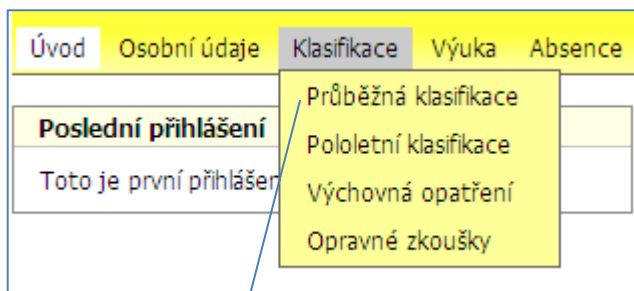 Úvod Osobní údaje Klasifikace Výuka Absence
Průběžná klasifikace
Pololetní klasifikace
Výchovná opatření
Opravné zkoušky
Poslední přihlášení
Toto je první